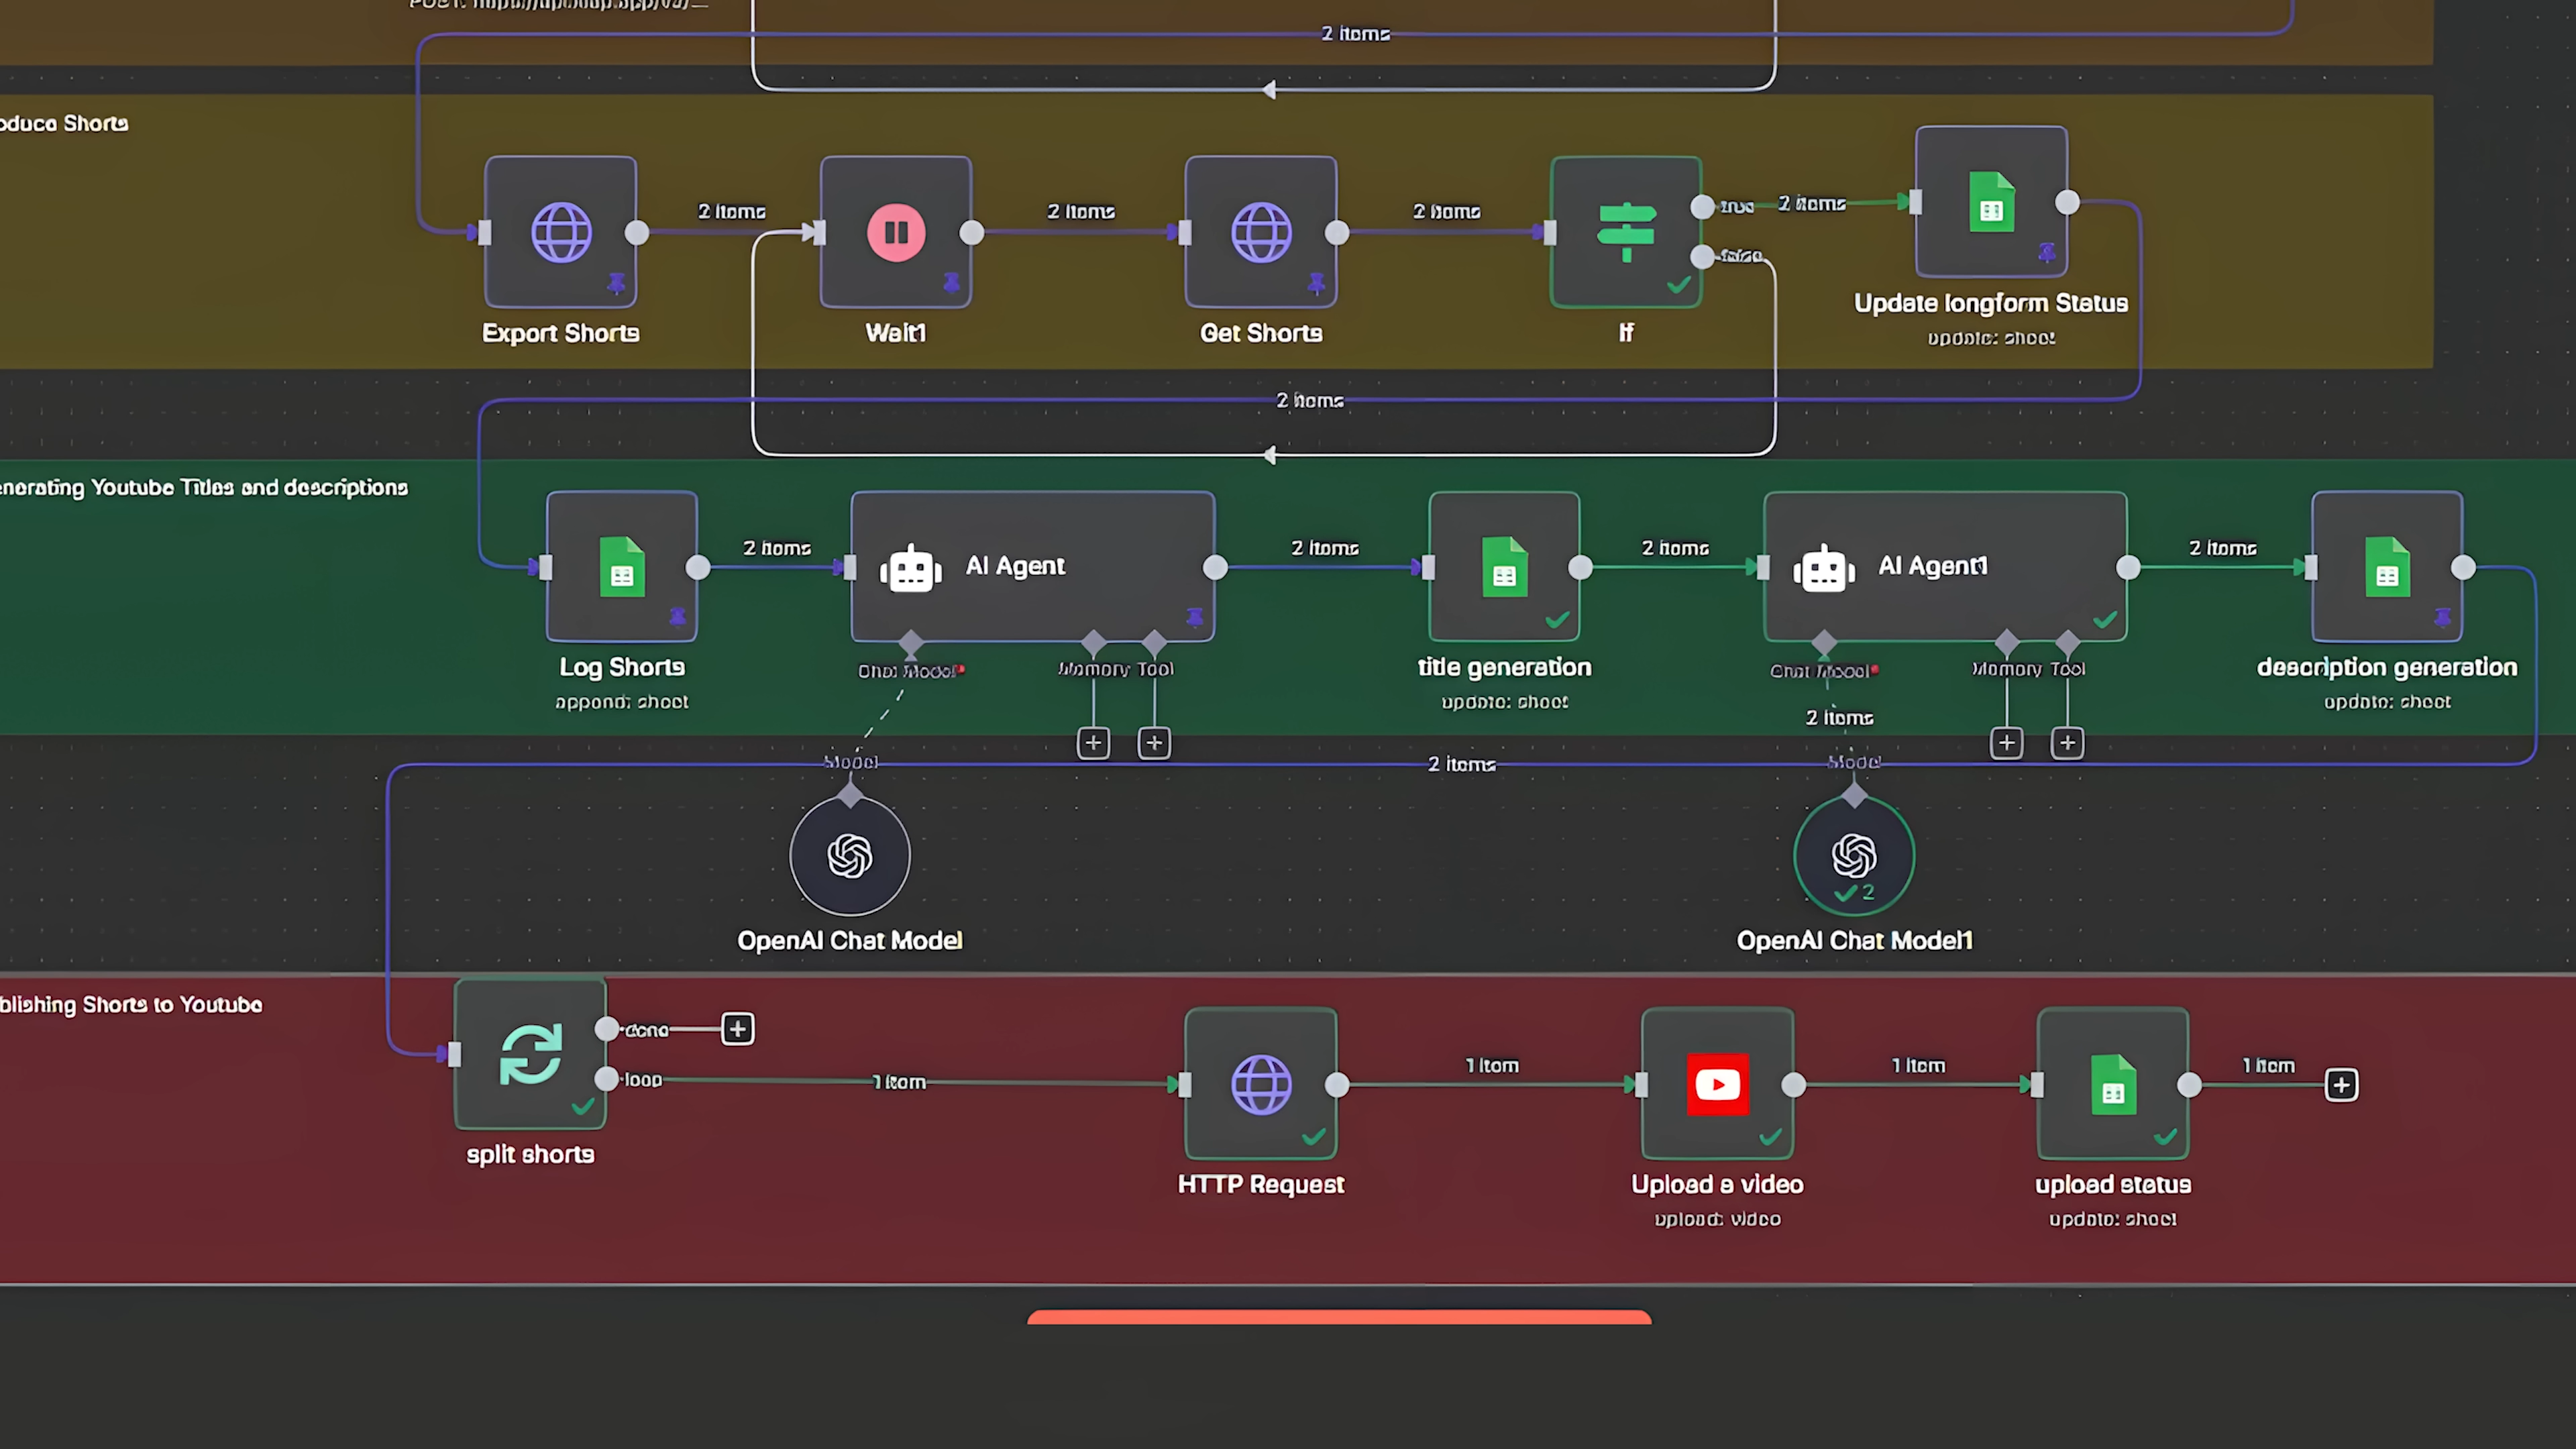 2 items
oduce Shorts
2 items
2 items
2 items
true
2 items
false
Export Shorts
Wait1
Get Shorts
If
Update longform Status
update: sheet
2 items
enerating Youtube Titles and descriptions
2 items
AI Agent
2 items
2 items
AI Agent1
2 items
Log Shorts
append: sheet
Chat Model*
Memory
Tool
title generation
update: sheet
Chat Model*
Memory
Tool
description generation
update: sheet
2 items
Model
2 items
Model
2
OpenAI Chat Model
OpenAI Chat Model1
blishing Shorts to Youtube
done
loop
1 item
1 item
1 item
1 item
split shorts
HTTP Request
Upload a video
upload: video
upload status
update: sheet